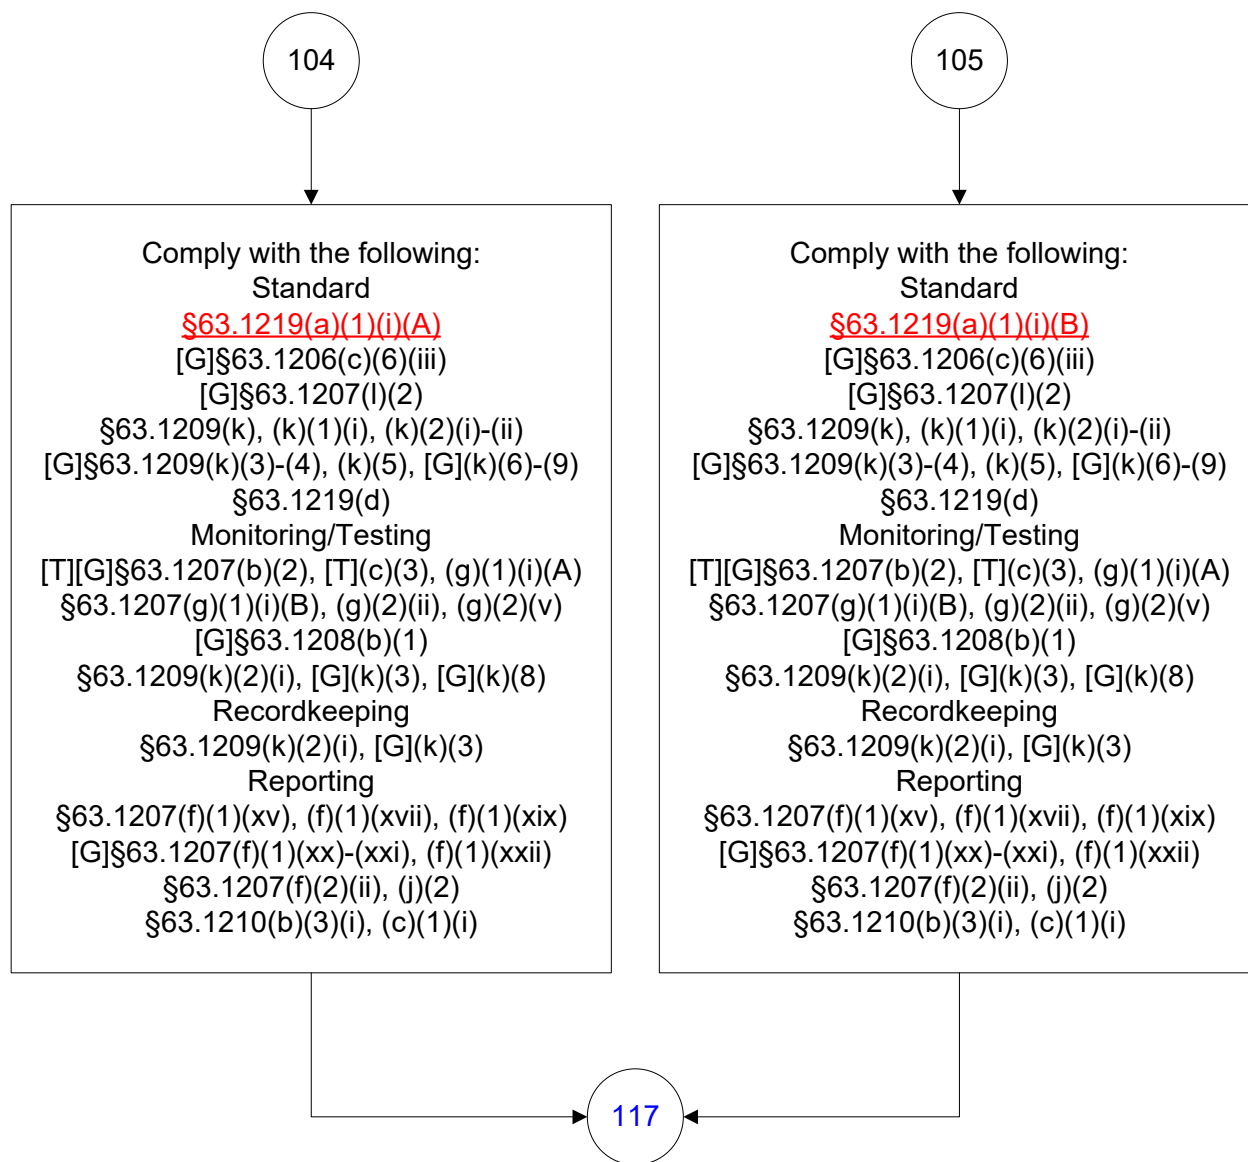 104
105
Comply with the following:
Standard
§63.1219(a)(1)(i)(A)
[G]§63.1206(c)(6)(iii)
[G]§63.1207(l)(2)
§63.1209(k), (k)(1)(i), (k)(2)(i)-(ii)
[G]§63.1209(k)(3)-(4), (k)(5), [G](k)(6)-(9)
§63.1219(d)
Monitoring/Testing
[T][G]§63.1207(b)(2), [T](c)(3), (g)(1)(i)(A)
§63.1207(g)(1)(i)(B), (g)(2)(ii), (g)(2)(v)
[G]§63.1208(b)(1)
§63.1209(k)(2)(i), [G](k)(3), [G](k)(8)
Recordkeeping
§63.1209(k)(2)(i), [G](k)(3)
Reporting
§63.1207(f)(1)(xv), (f)(1)(xvii), (f)(1)(xix)
[G]§63.1207(f)(1)(xx)-(xxi), (f)(1)(xxii)
§63.1207(f)(2)(ii), (j)(2)
§63.1210(b)(3)(i), (c)(1)(i)
Comply with the following:
Standard
§63.1219(a)(1)(i)(B)
[G]§63.1206(c)(6)(iii)
[G]§63.1207(l)(2)
§63.1209(k), (k)(1)(i), (k)(2)(i)-(ii)
[G]§63.1209(k)(3)-(4), (k)(5), [G](k)(6)-(9)
§63.1219(d)
Monitoring/Testing
[T][G]§63.1207(b)(2), [T](c)(3), (g)(1)(i)(A)
§63.1207(g)(1)(i)(B), (g)(2)(ii), (g)(2)(v)
[G]§63.1208(b)(1)
§63.1209(k)(2)(i), [G](k)(3), [G](k)(8)
Recordkeeping
§63.1209(k)(2)(i), [G](k)(3)
Reporting
§63.1207(f)(1)(xv), (f)(1)(xvii), (f)(1)(xix)
[G]§63.1207(f)(1)(xx)-(xxi), (f)(1)(xxii)
§63.1207(f)(2)(ii), (j)(2)
§63.1210(b)(3)(i), (c)(1)(i)
117